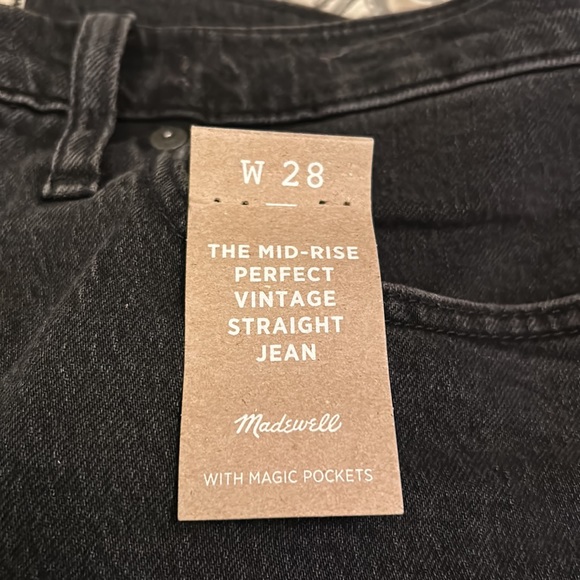 W 28
THE MID-RISE
PERFECT
VINTAGE
STRAIGHT
JEAN
Madewell
WITH MAGIC POCKETS